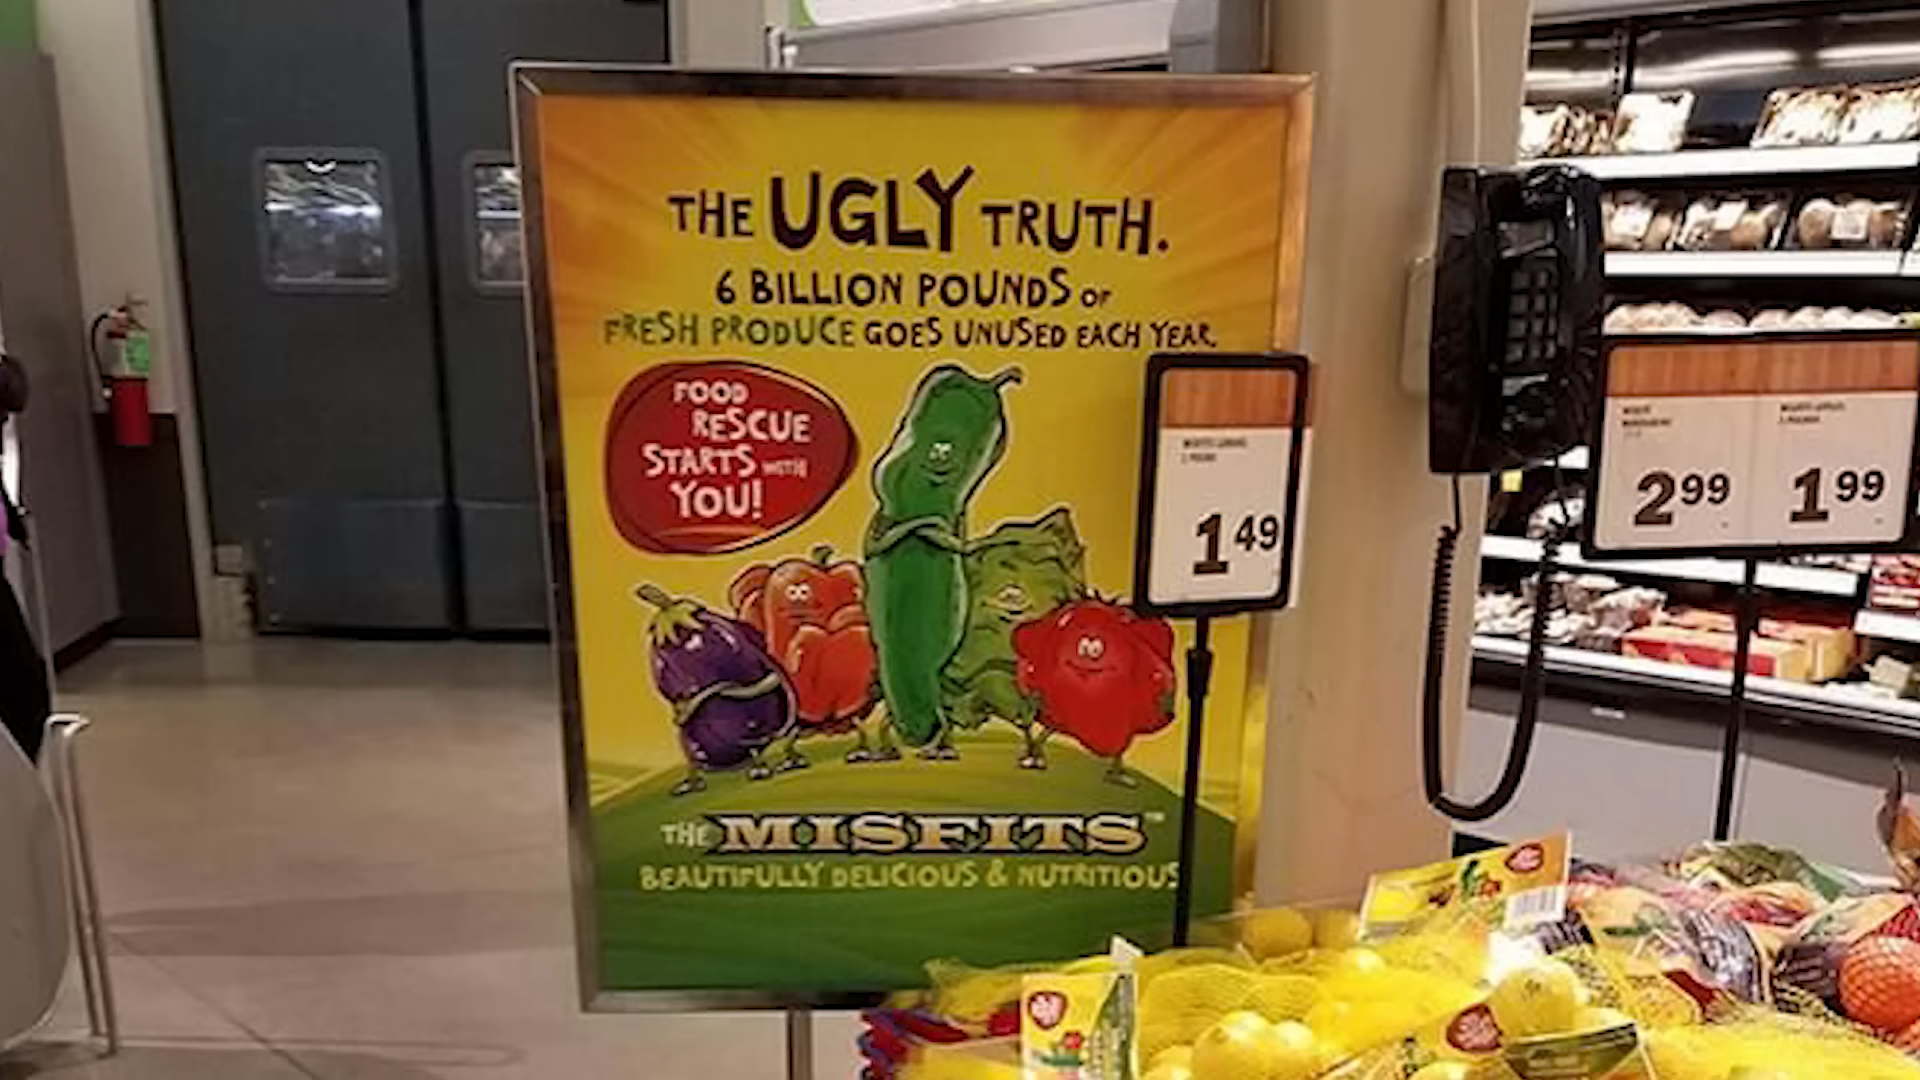 THE UGLY TRUTH.
6 BILLION POUNDS OF
FRESH PRODUCE GOES UNUSED EACH YEAR.
FOOD
RESCUE
STARTS WITH
YOU!
THE MISFITS™
BEAUTIFULLY DELICIOUS & NUTRITIOUS
1 49
2 99
1 99